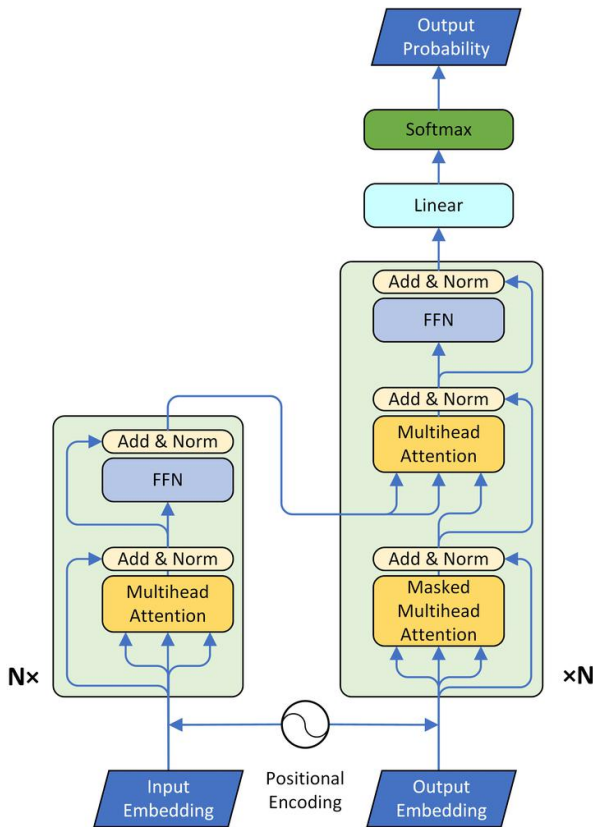 Output
Probability
Softmax
Linear
Add & Norm
FFN
Add & Norm
Multihead
Attention
Add & Norm
Masked
Multihead
Attention
×N
Add & Norm
FFN
Add & Norm
Multihead
Attention
N×
Input
Embedding
Positional
Encoding
Output
Embedding